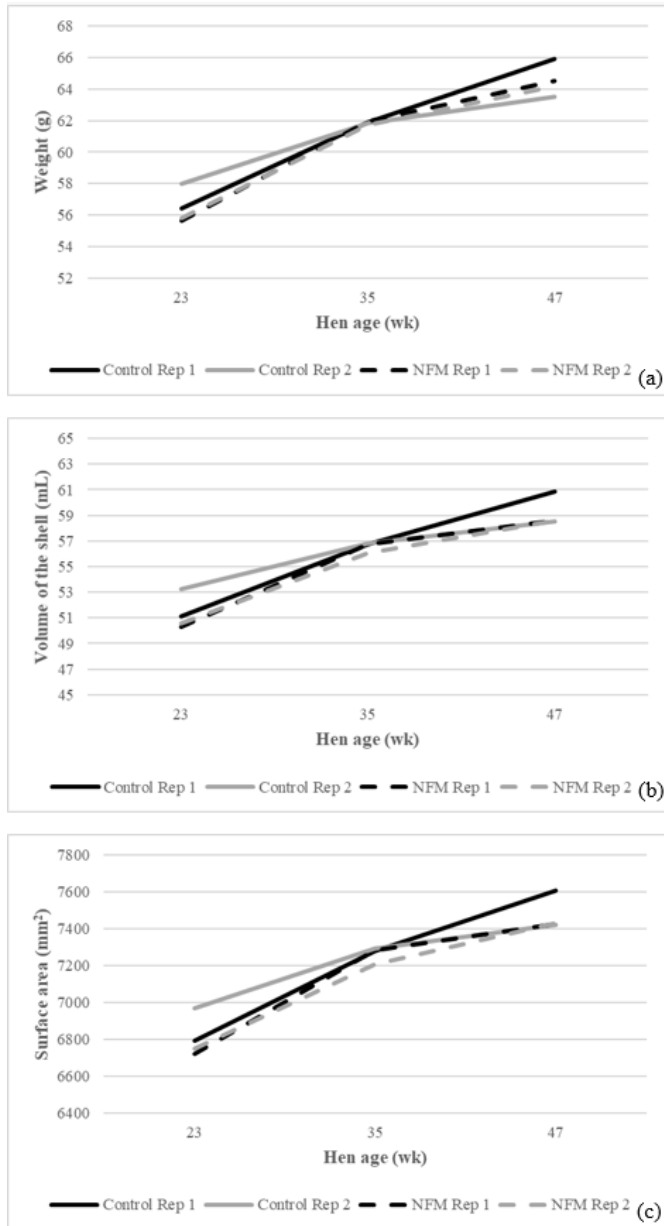 68
66
64
62
60
58
56
54
52
Weight (g)
23 35 47
Hen age (wk)
Control Rep 1 Control Rep 2 NFM Rep 1 NFM Rep 2 (a)
65
63
61
59
57
55
53
51
49
47
45
Volume of the shell (mL)
23 35 47
Hen age (wk)
Control Rep 1 Control Rep 2 NFM Rep 1 NFM Rep 2 (b)
7800
7600
7400
7200
7000
6800
6600
6400
Surface area (mm²)
23 35 47
Hen age (wk)
Control Rep 1 Control Rep 2 NFM Rep 1 NFM Rep 2 (c)